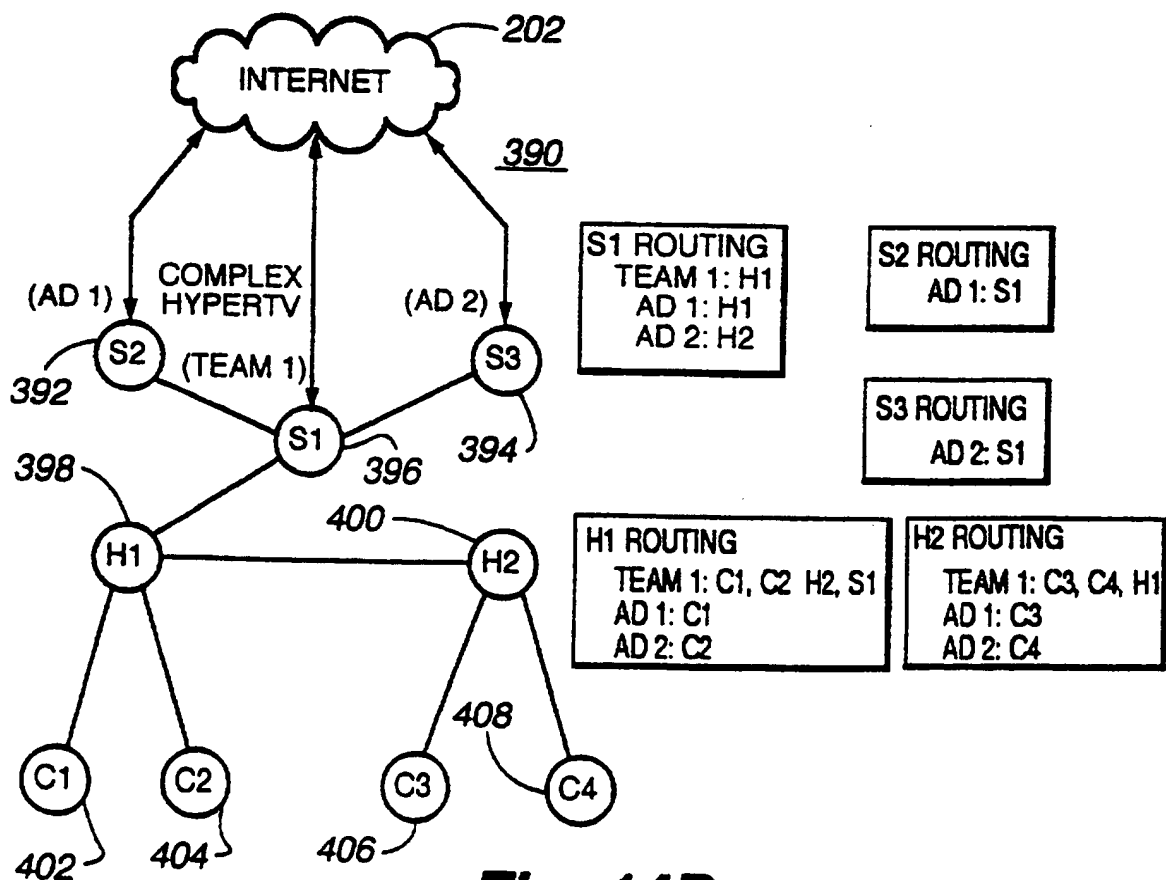 202
INTERNET
390
COMPLEX
HYPERTV
(AD 1)
(AD 2)
(TEAM 1)
S2
S3
S1
392
394
396
398
400
H1
H2
408
C1
C2
C3
C4
402
404
406
S1 ROUTING
TEAM 1: H1
AD 1: H1
AD 2: H2
S2 ROUTING
AD 1: S1
S3 ROUTING
AD 2: S1
H1 ROUTING
TEAM 1: C1, C2 H2, S1
AD 1: C1
AD 2: C2
H2 ROUTING
TEAM 1: C3, C4, H1
AD 1: C3
AD 2: C4